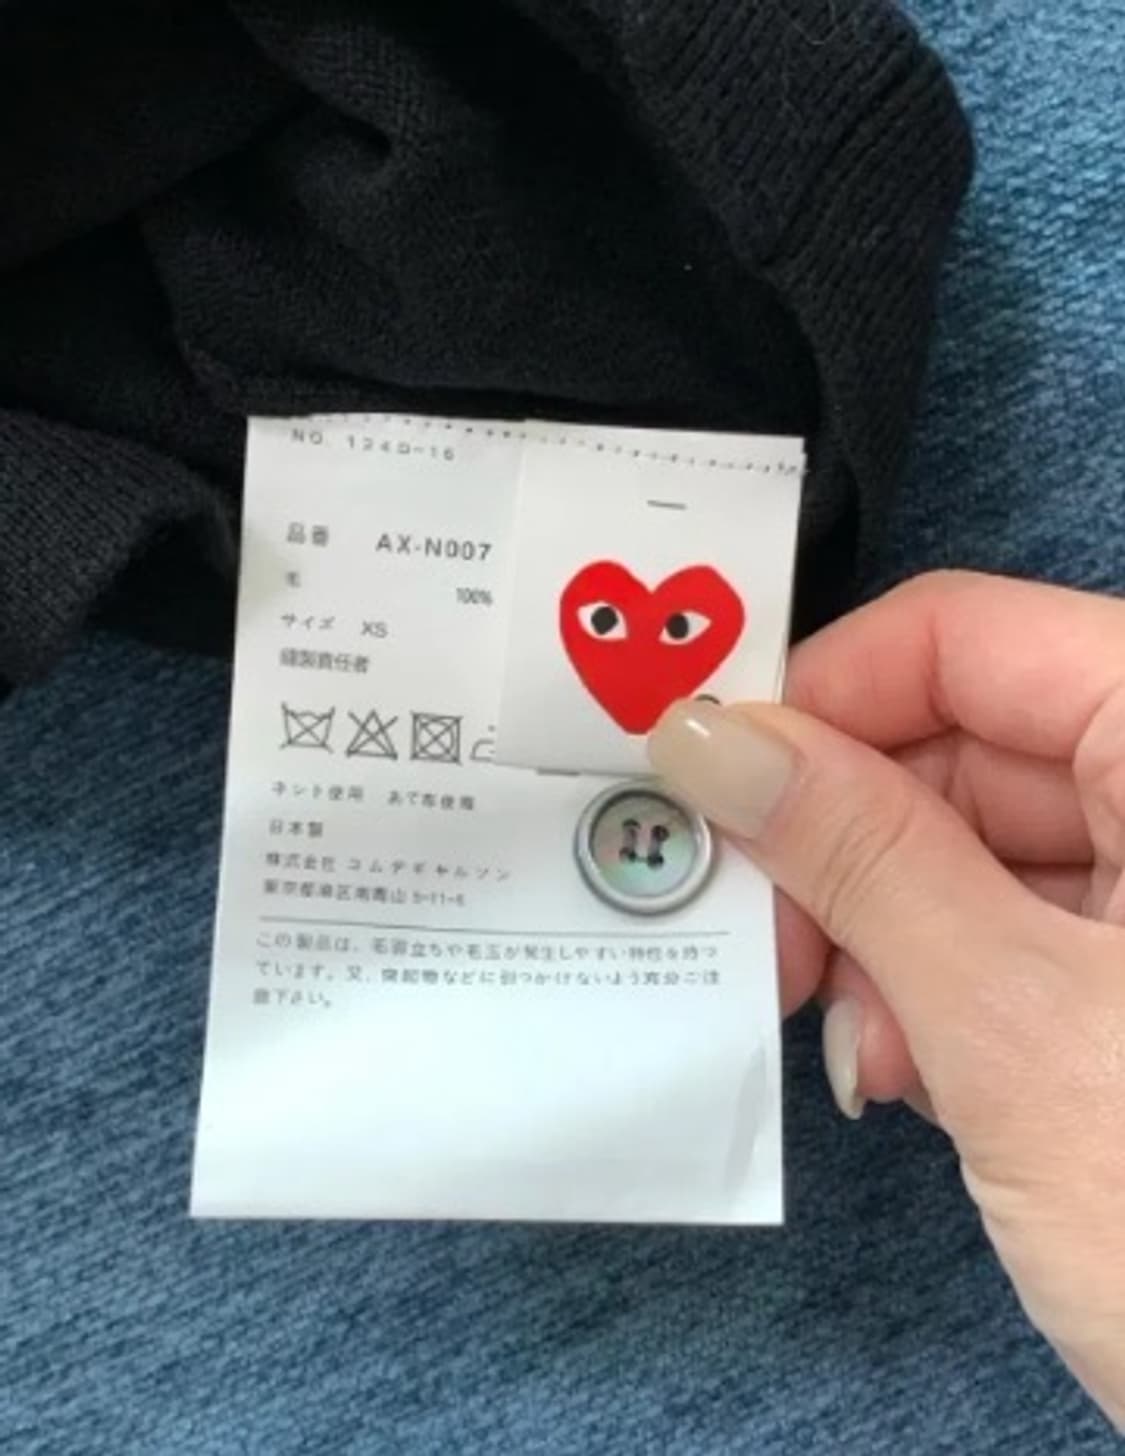 NO. 1240-16
品番 AX-N007
毛 100%
サイズ XS
縫製責任者
ネット使用 あて布使用
日本製
株式会社 コムデギャルソン
東京都港区南青山 5-11-5
この製品は、毛羽立ちや毛玉が発生しやすい特性を持つ
ています。又、突起物などに引っかけないよう充分ご注
意下さい。